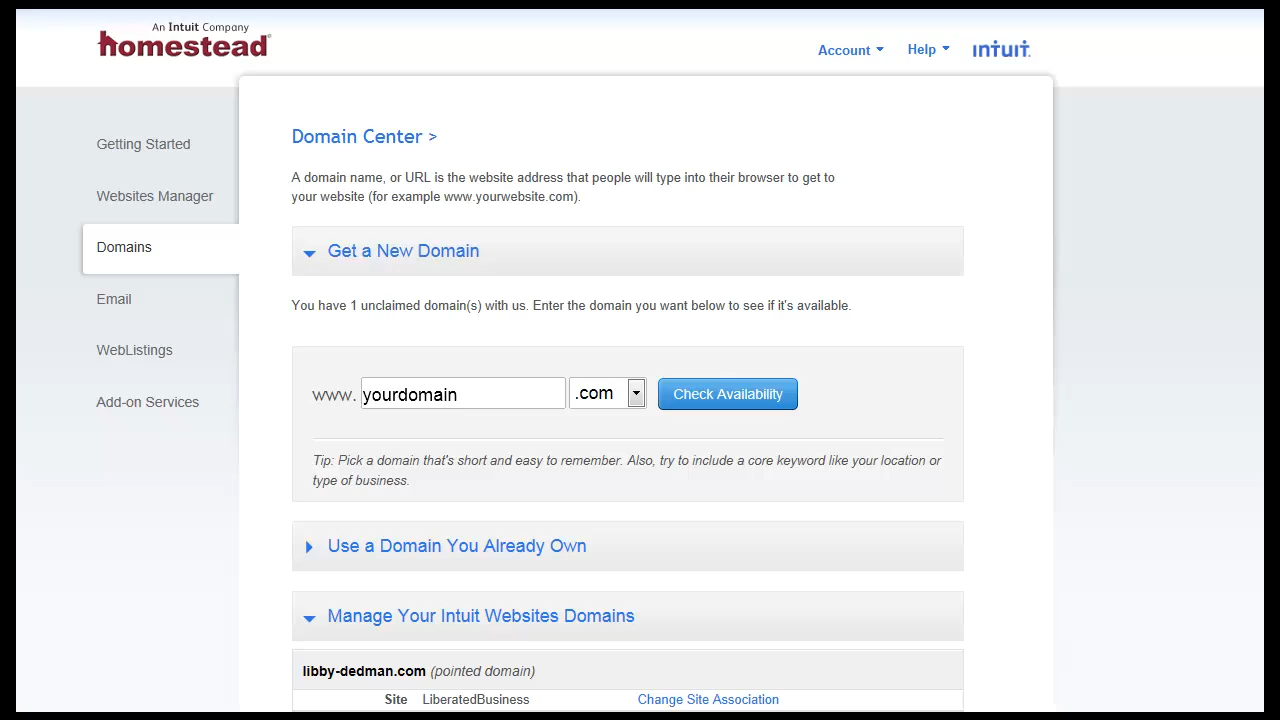 An Intuit Company
homestead®
Account
Help
intuit.
Getting Started
Websites Manager
Domains
Email
WebListings
Add-on Services
Domain Center >
A domain name, or URL is the website address that people will type into their browser to get to
your website (for example www.yourwebsite.com).
Get a New Domain
You have 1 unclaimed domain(s) with us. Enter the domain you want below to see if it's available.
www. yourdomain .com Check Availability
Tip: Pick a domain that's short and easy to remember. Also, try to include a core keyword like your location or
type of business.
Use a Domain You Already Own
Manage Your Intuit Websites Domains
libby-dedman.com (pointed domain)
Site LiberatedBusiness Change Site Association